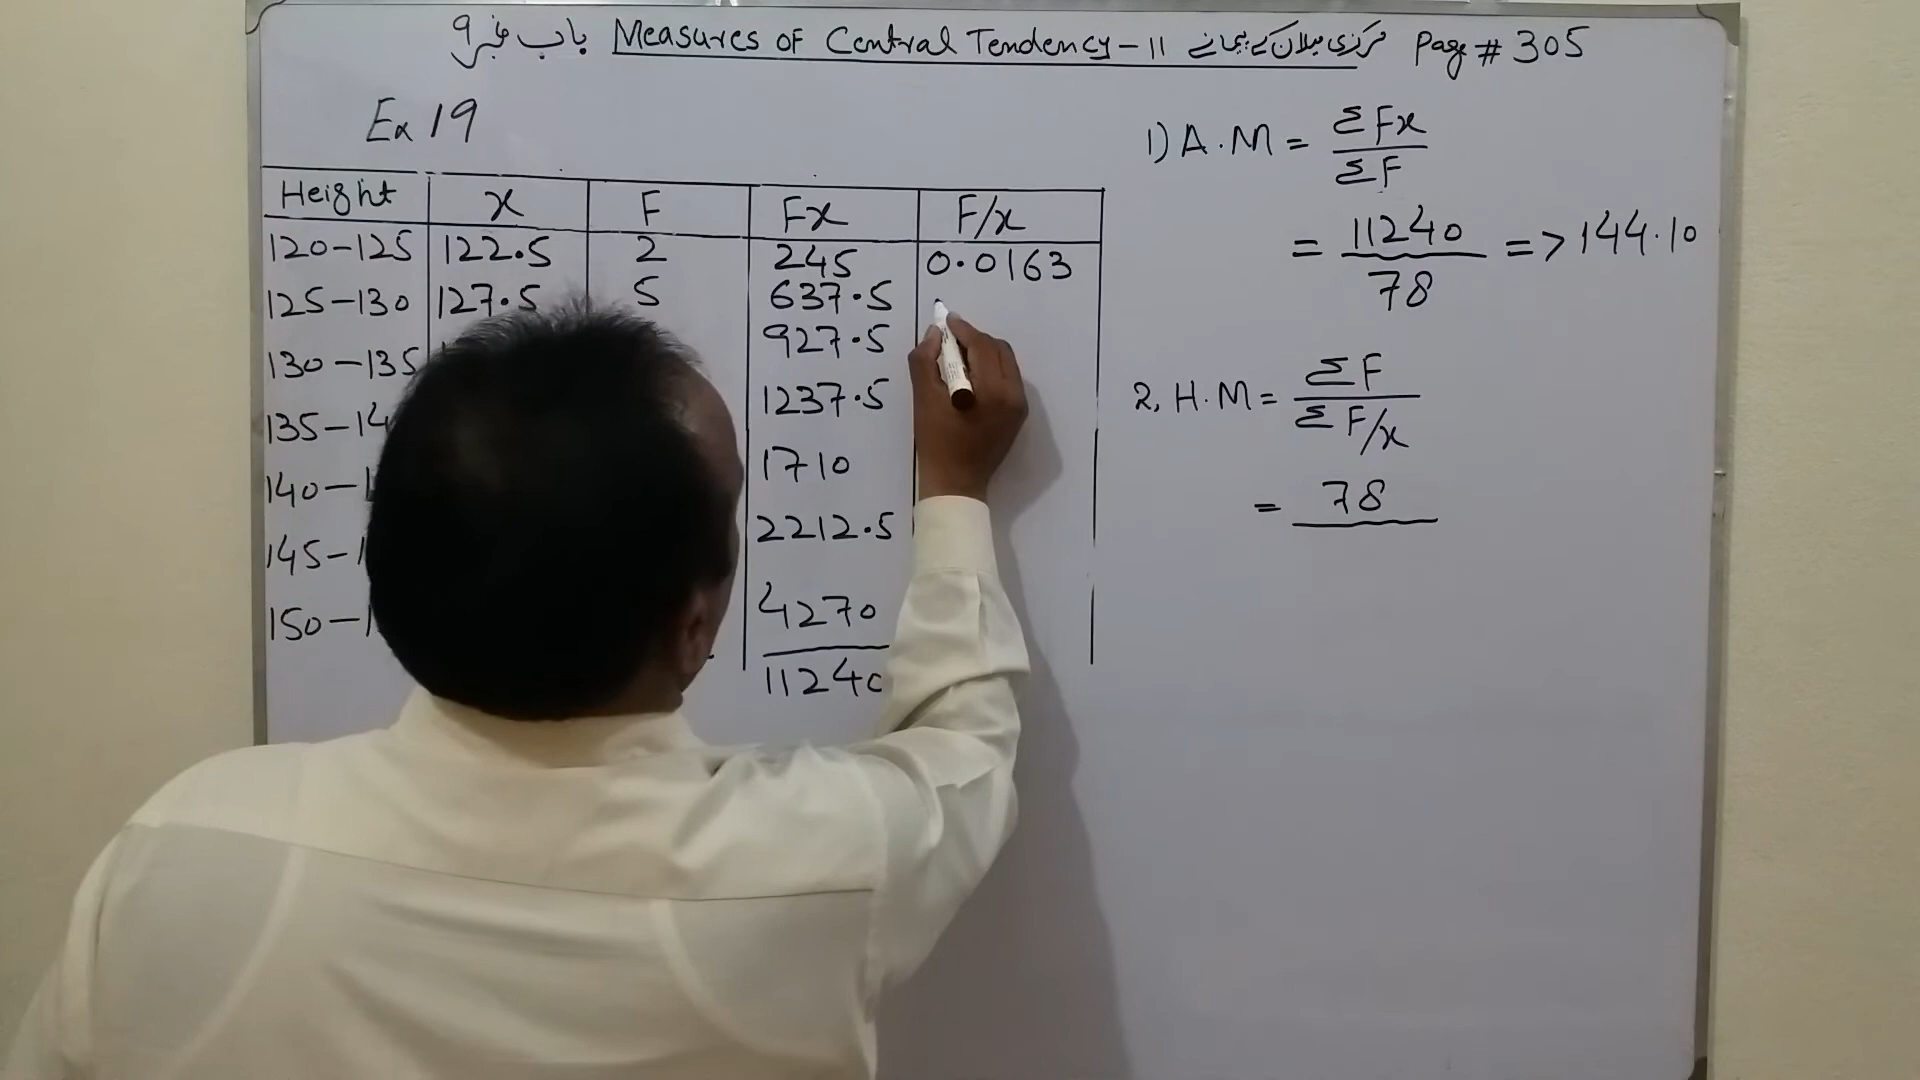 باب نمبر 9 Measures OF Central Tendency - 11 مرکزی میلان کے پیمانے Page # 305
Ex 19
Height x F Fx F/x
120-125 122.5 2 245 0.0163
125-130 127.5 5 637.5
130-135 927.5
135-14 1237.5
140- 1710
145- 2212.5
150- 4270
1124
1) A.M = ΣFx / ΣF
= 11240 / 78 => 144.10
2, H.M = ΣF / ΣF/x
= 78